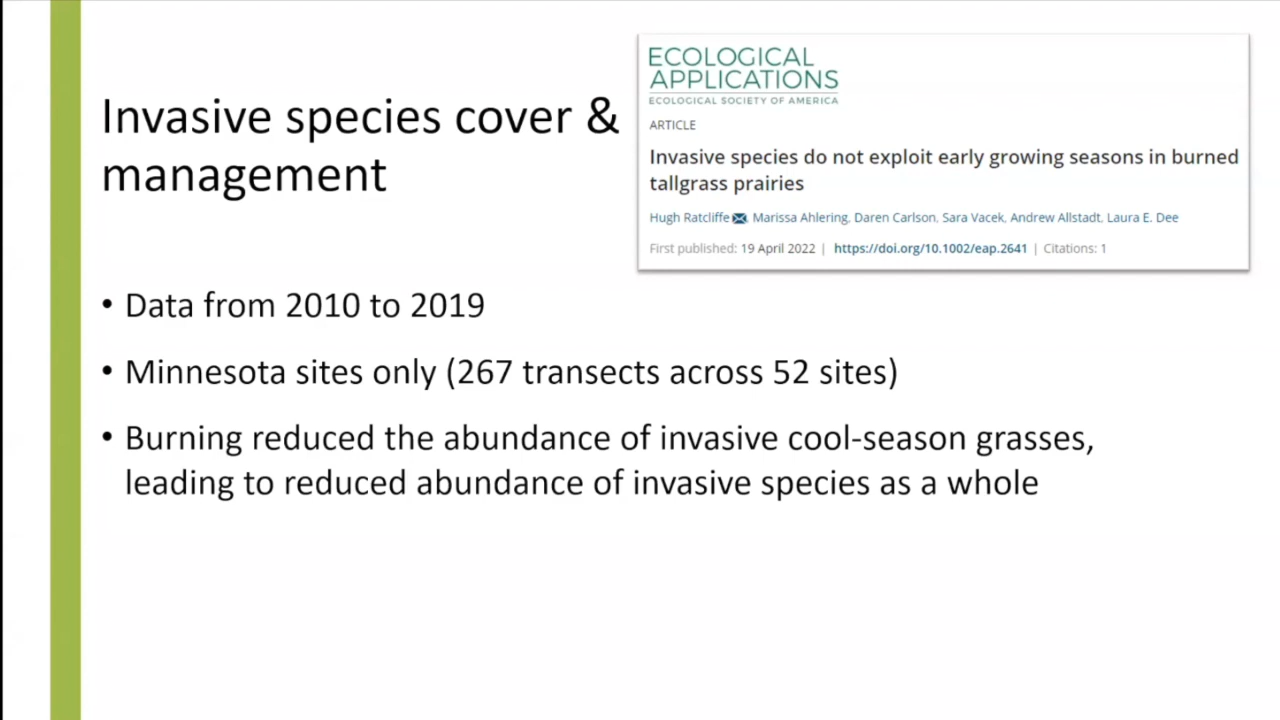 Invasive species cover &
management
ECOLOGICAL
APPLICATIONS
ECOLOGICAL SOCIETY OF AMERICA
ARTICLE
Invasive species do not exploit early growing seasons in burned
tallgrass prairies
Hugh Ratcliffe, Marissa Ahlering, Daren Carlson, Sara Vacek, Andrew Allstadt, Laura E. Dee
First published: 19 April 2022 | https://doi.org/10.1002/eap.2641 | Citations: 1
• Data from 2010 to 2019
• Minnesota sites only (267 transects across 52 sites)
• Burning reduced the abundance of invasive cool-season grasses,
leading to reduced abundance of invasive species as a whole